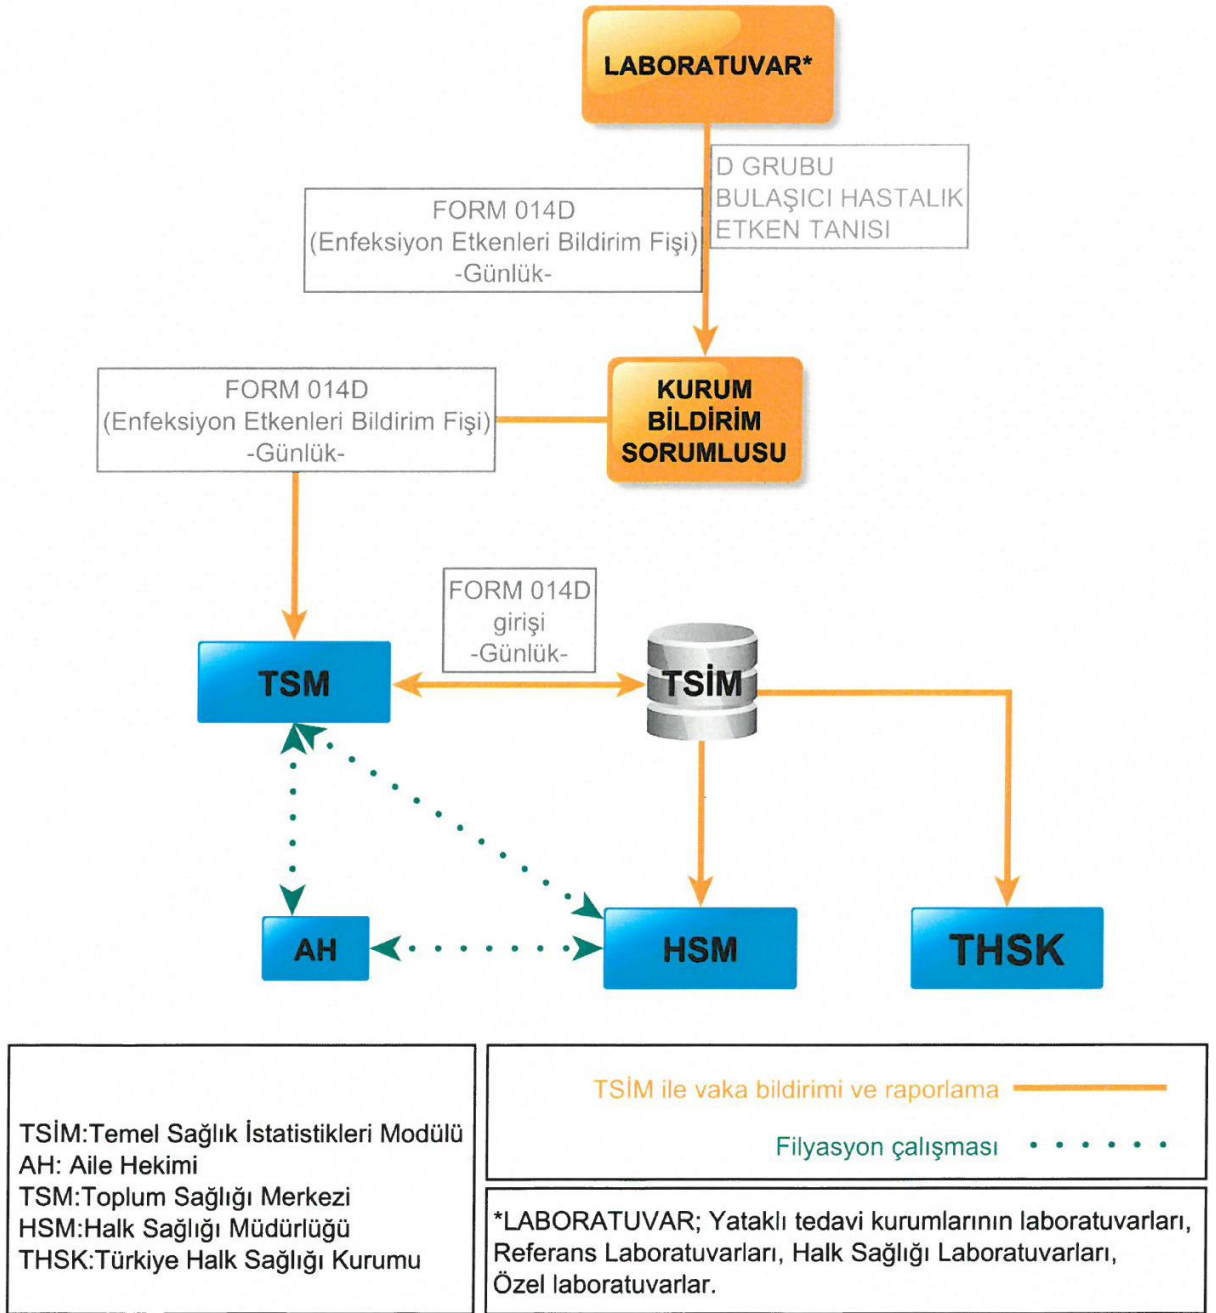 LABORATUVAR*
D GRUBU
BULAŞICI HASTALIK
ETKEN TANISI
FORM 014D
(Enfeksiyon Etkenleri Bildirim Fişi)
-Günlük-
KURUM
BİLDİRİM
SORUMLUSU
FORM 014D
(Enfeksiyon Etkenleri Bildirim Fişi)
-Günlük-
FORM 014D
girişi
-Günlük-
TSM
TSİM
AH
HSM
THSK
TSİM:Temel Sağlık İstatistikleri Modülü
AH: Aile Hekimi
TSM:Toplum Sağlığı Merkezi
HSM:Halk Sağlığı Müdürlüğü
THSK:Türkiye Halk Sağlığı Kurumu
TSİM ile vaka bildirimi ve raporlama
Filyasyon çalışması
*LABORATUVAR; Yataklı tedavi kurumlarının laboratuvarları,
Referans Laboratuvarları, Halk Sağlığı Laboratuvarları,
Özel laboratuvarlar.